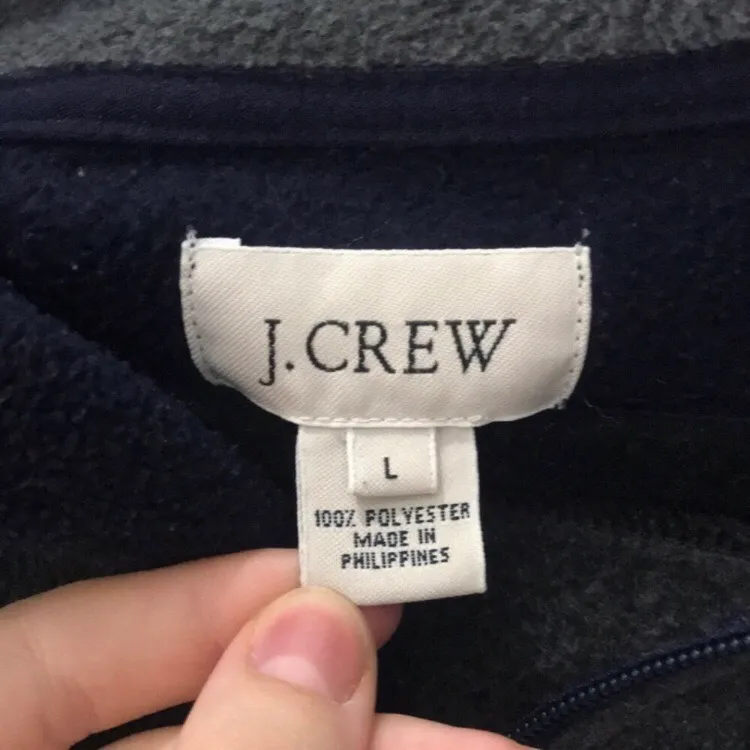 J.CREW
L
100% POLYESTER
MADE IN
PHILIPPINES